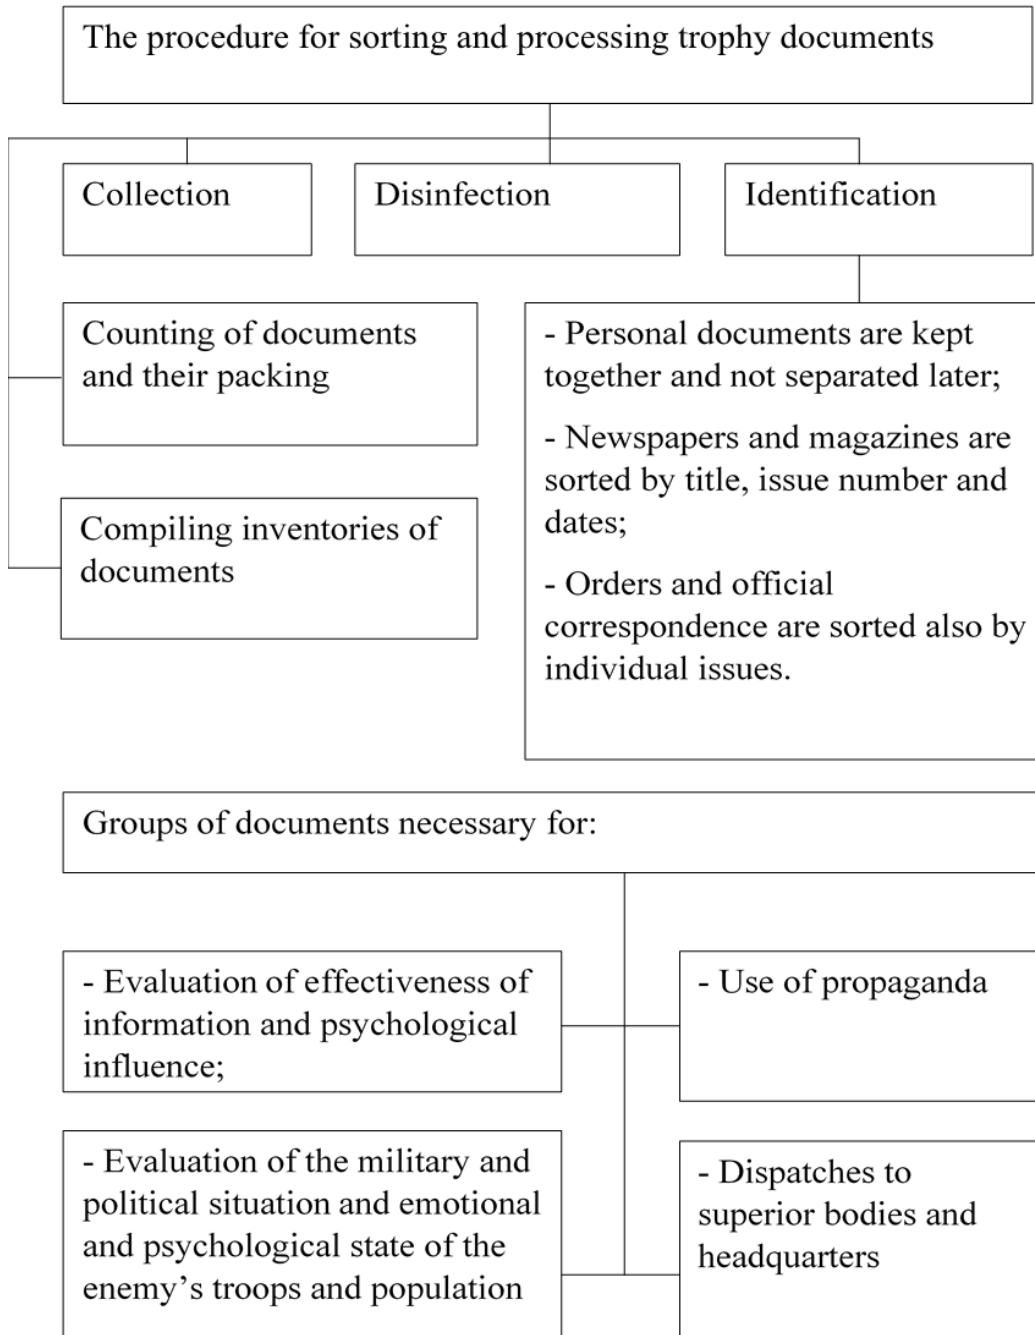 The procedure for sorting and processing trophy documents
Collection
Disinfection
Identification
Counting of documents
and their packing
Compiling inventories of
documents
- Personal documents are kept
together and not separated later;
- Newspapers and magazines are
sorted by title, issue number and
dates;
- Orders and official
correspondence are sorted also by
individual issues.
Groups of documents necessary for:
- Evaluation of effectiveness of
information and psychological
influence;
- Use of propaganda
- Evaluation of the military and
political situation and emotional
and psychological state of the
enemy’s troops and population
- Dispatches to
superior bodies and
headquarters